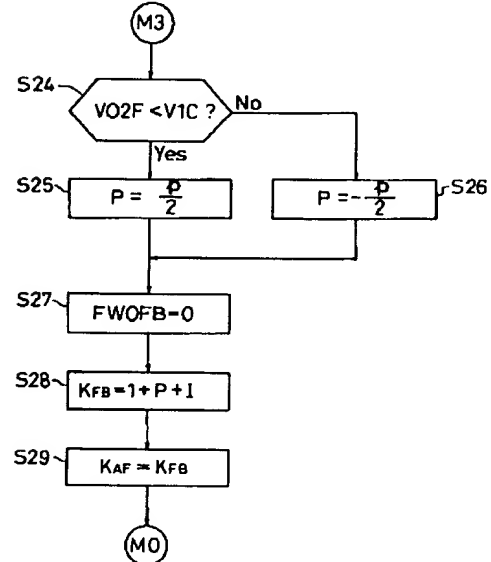 M3
S24
VO2F < V1C ?
No
Yes
S25
P = p/2
P = -p/2
S26
S27
FWOFB=0
S28
KFB=1+P+I
S29
KAF = KFB
M0